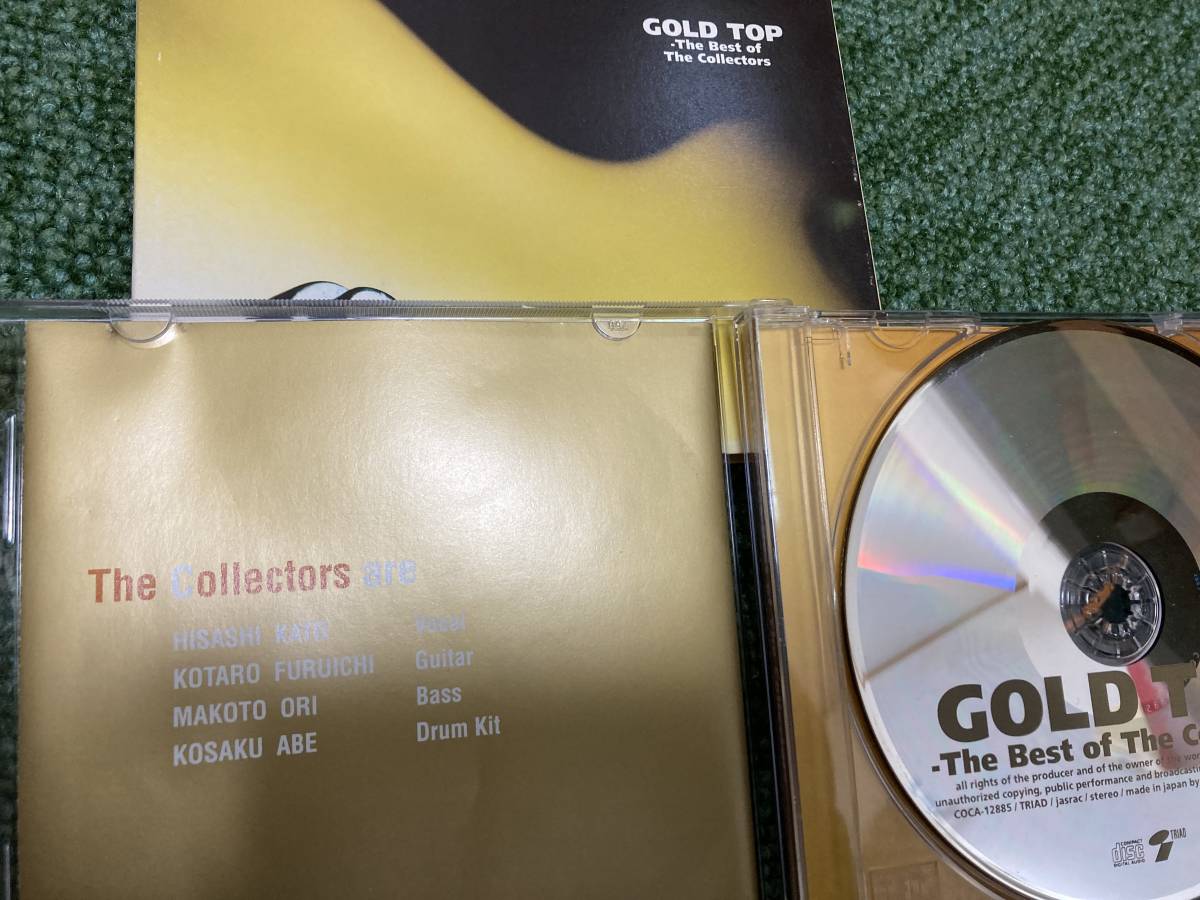 GOLD TOP
-The Best of
The Collectors
The Collectors are
HISASHI KATO Vocal
KOTARO FURUICHI Guitar
MAKOTO ORI Bass
KOSAKU ABE Drum Kit
GOLD T
-The Best of The Co
all rights of the producer and of the owner of the wor
unauthorized copying, public performance and broadcasting
COCA-12885 / TRIAD / jasrac / stereo / made in japan by
COMPACT
disc
DIGITAL AUDIO
TRIAD